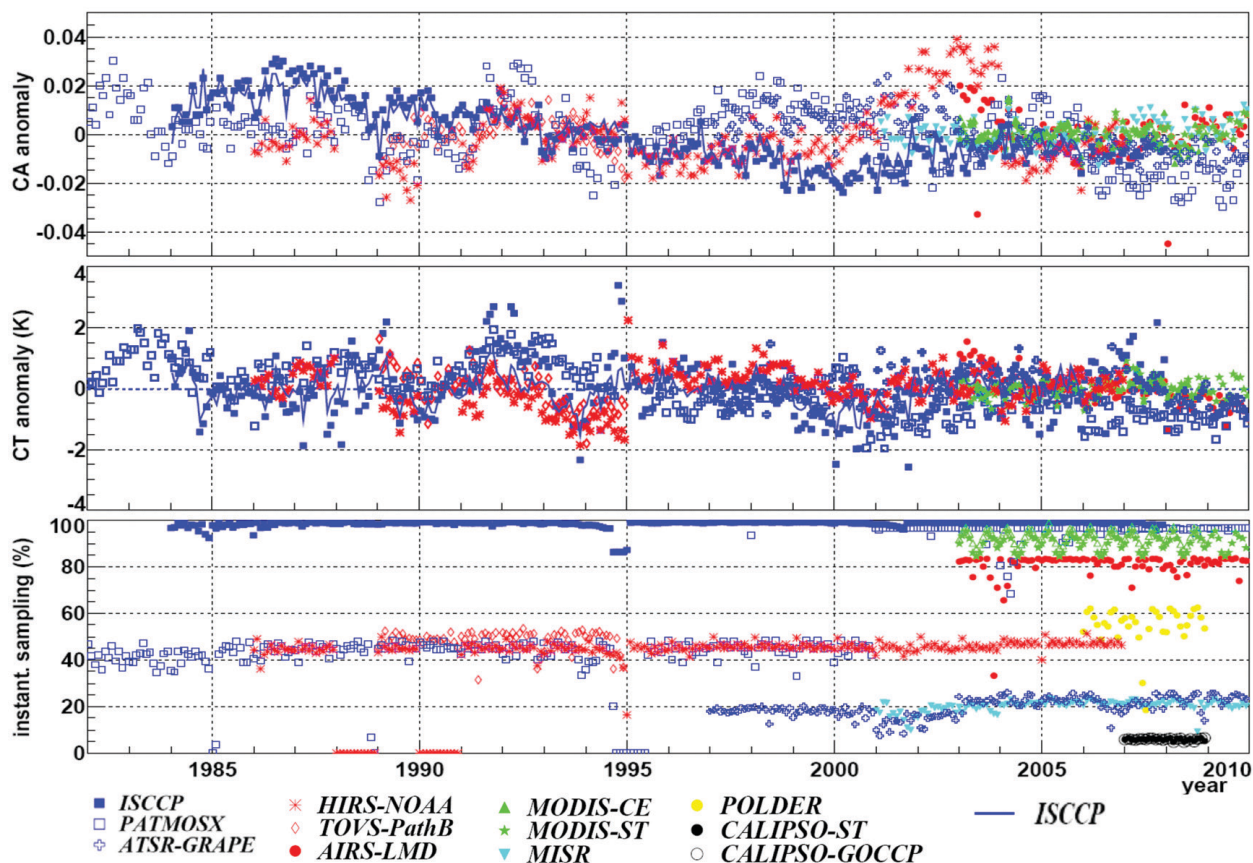 0.04
0.02
0
-0.02
-0.04
CA anomaly
4
2
0
-2
-4
CT anomaly (K)
100
80
60
40
20
0
instant. sampling (%)
1985 1990 1995 2000 2005 2010
year
ISCCP HIRS-NOAA MODIS-CE POLDER ISCCP
PATMOSX TOVS-PathB MODIS-ST CALIPSO-ST
ATSR-GRAPE AIRS-LMD MISR CALIPSO-GOCCP